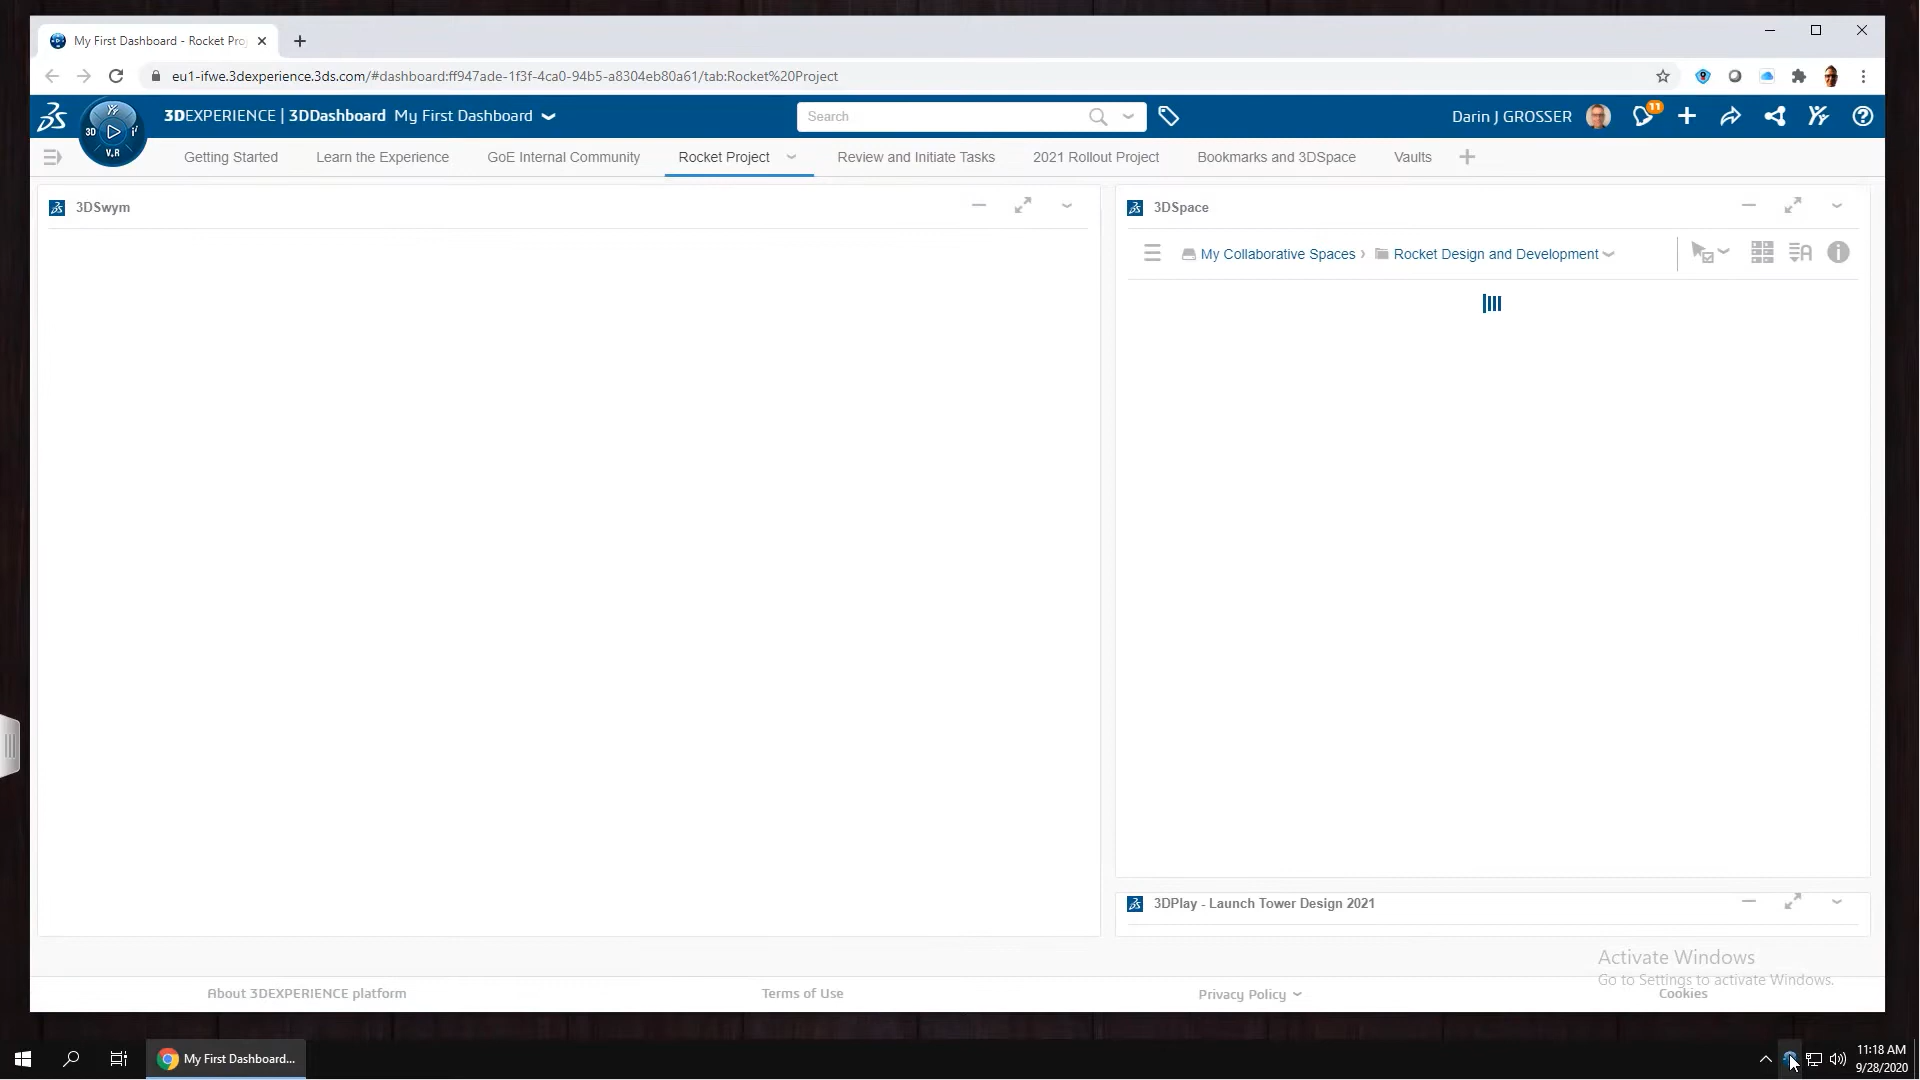 My First Dashboard - Rocket Pro
eu1-ifwe.3dexperience.3ds.com/#dashboard:ff947ade-1f3f-4ca0-94b5-a8304eb80a61/tab:Rocket%20Project
3DEXPERIENCE | 3DDashboard My First Dashboard
Search
Darin J GROSSER
11
3D
V.R
Getting Started
Learn the Experience
GoE Internal Community
Rocket Project
Review and Initiate Tasks
2021 Rollout Project
Bookmarks and 3DSpace
Vaults
3DSwym
3DSpace
My Collaborative Spaces
Rocket Design and Development
3DPlay - Launch Tower Design 2021
Activate Windows
Go to Settings to activate Windows.
About 3DEXPERIENCE platform
Terms of Use
Privacy Policy
Cookies
My First Dashboard...
11:18 AM
9/28/2020